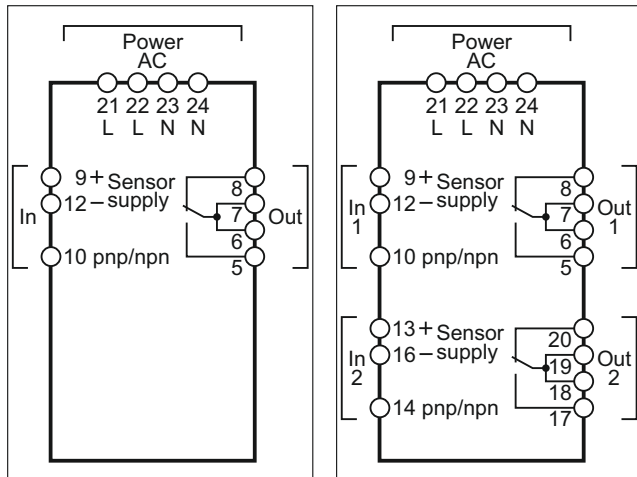 Power
AC
21 22 23 24
L L N N
In
9+ Sensor
12- supply
10 pnp/npn
8
7
6
5
Out
Power
AC
21 22 23 24
L L N N
In
1
9+ Sensor
12- supply
10 pnp/npn
8
7
6
5
Out
1
In
2
13+ Sensor
16- supply
14 pnp/npn
20
19
18
17
Out
2